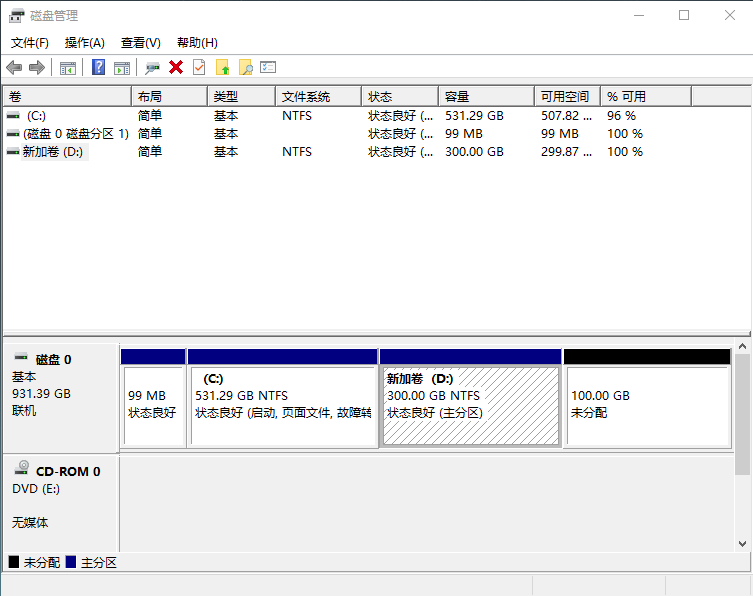 磁盘管理
文件(F) 操作(A) 查看(V) 帮助(H)
卷 布局 类型 文件系统 状态 容量 可用空间 % 可用
(C:) 简单 基本 NTFS 状态良好 (... 531.29 GB 507.82 ... 96 %
(磁盘 0 磁盘分区 1) 简单 基本 状态良好 (... 99 MB 99 MB 100 %
新加卷 (D:) 简单 基本 NTFS 状态良好 (... 300.00 GB 299.87 ... 100 %
磁盘 0
基本
931.39 GB
联机
99 MB
状态良好
(C:)
531.29 GB NTFS
状态良好 (启动, 页面文件, 故障转
新加卷 (D:)
300.00 GB NTFS
状态良好 (主分区)
100.00 GB
未分配
CD-ROM 0
DVD (E:)
无媒体
未分配 主分区